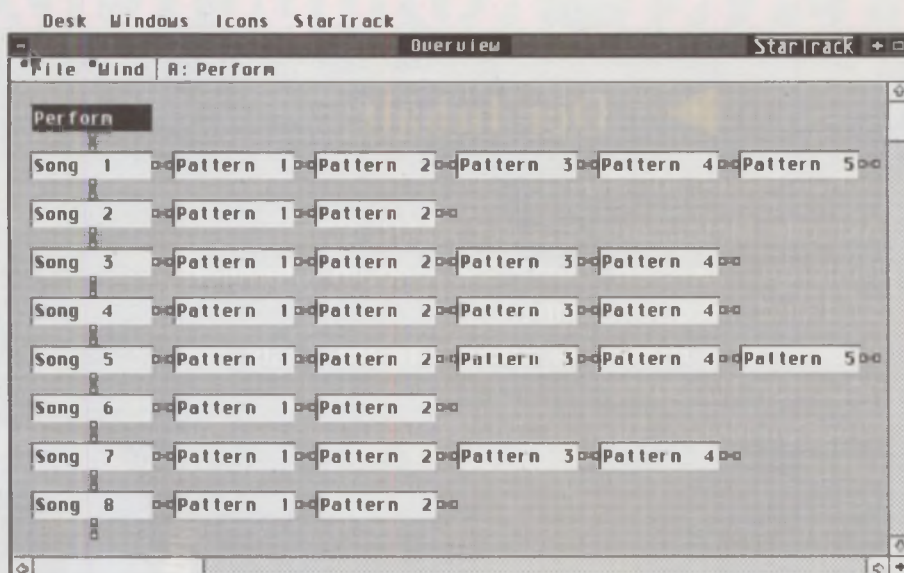 Desk Windows Icons StarTrack
Overview StarTrack
File Wind A: Perform
Perform
Song 1 Pattern 1 Pattern 2 Pattern 3 Pattern 4 Pattern 5
Song 2 Pattern 1 Pattern 2
Song 3 Pattern 1 Pattern 2 Pattern 3 Pattern 4
Song 4 Pattern 1 Pattern 2 Pattern 3 Pattern 4
Song 5 Pattern 1 Pattern 2 Pattern 3 Pattern 4 Pattern 5
Song 6 Pattern 1 Pattern 2
Song 7 Pattern 1 Pattern 2 Pattern 3 Pattern 4
Song 8 Pattern 1 Pattern 2